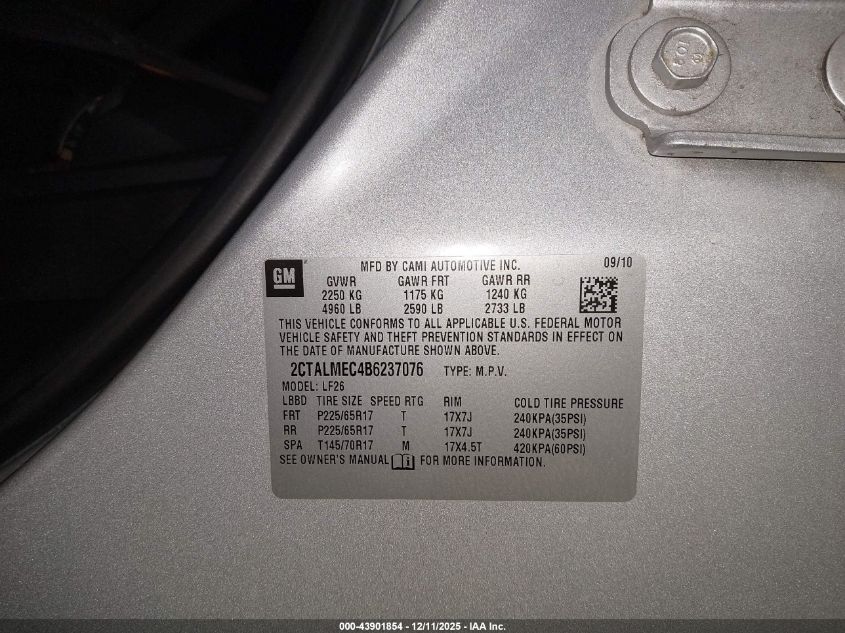 GM
MFD BY CAMI AUTOMOTIVE INC. 09/10
GVWR GAWR FRT GAWR RR
2250 KG 1175 KG 1240 KG
4960 LB 2590 LB 2733 LB
THIS VEHICLE CONFORMS TO ALL APPLICABLE U.S. FEDERAL MOTOR
VEHICLE SAFETY AND THEFT PREVENTION STANDARDS IN EFFECT ON
THE DATE OF MANUFACTURE SHOWN ABOVE.
2CTALMEC4B6237076 TYPE: M.P.V.
MODEL: LF26
LBBD TIRE SIZE SPEED RTG RIM COLD TIRE PRESSURE
FRT P225/65R17 T 17X7J 240KPA(35PSI)
RR P225/65R17 T 17X7J 240KPA(35PSI)
SPA T145/70R17 M 17X4.5T 420KPA(60PSI)
SEE OWNER'S MANUAL FOR MORE INFORMATION.
000-43901854 - 12/11/2025 - IAA Inc.